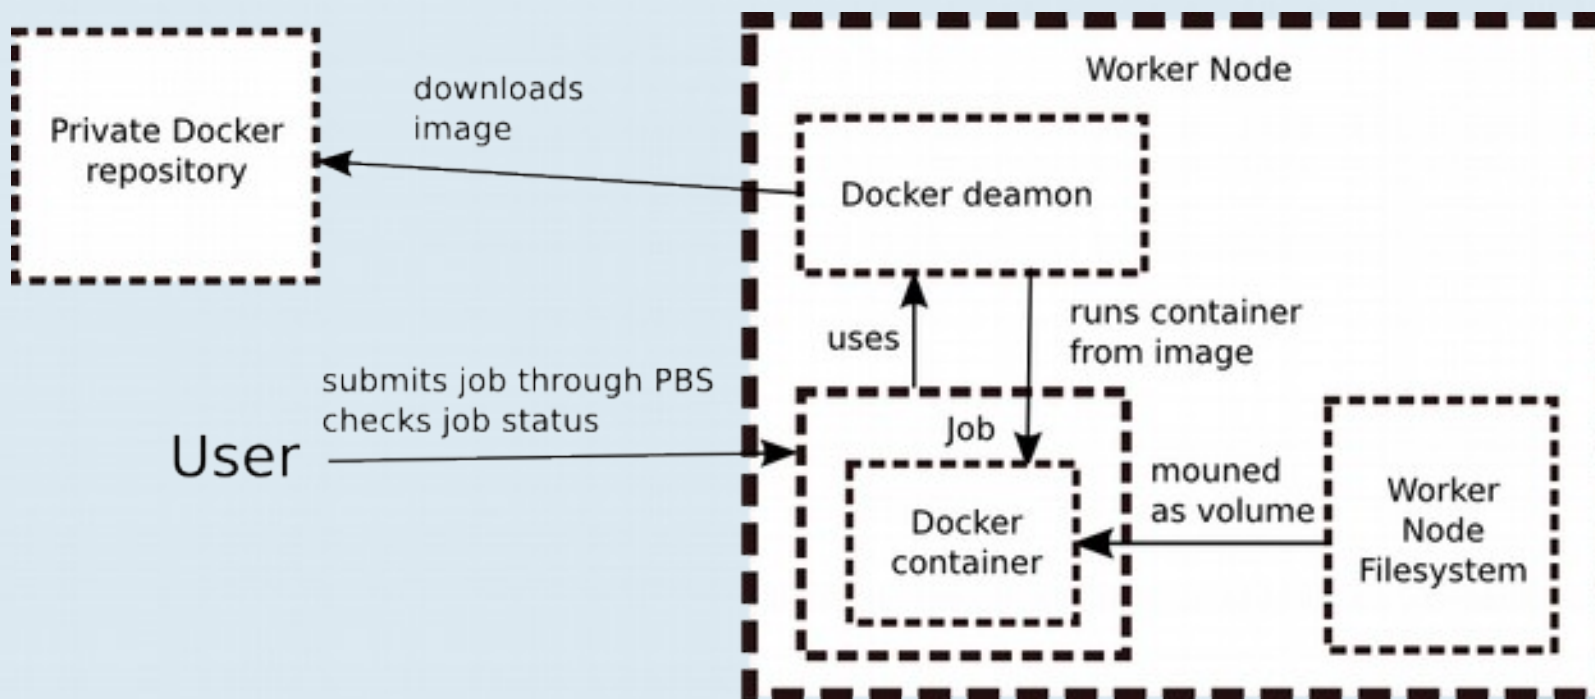 Worker Node
downloads
image
Private Docker
repository
Docker deamon
uses
runs container
from image
submits job through PBS
checks job status
User
Job
mouned
as volume
Docker
container
Worker
Node
Filesystem